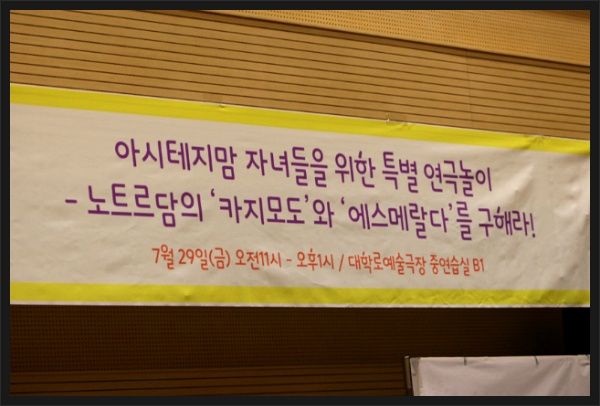 아시테지맘 자녀들을 위한 특별 연극놀이
- 노트르담의 '카지모도'와 '에스메랄다'를 구해라!
7월 29일(금) 오전11시 - 오후1시 / 대학로예술극장 중연습실 B1